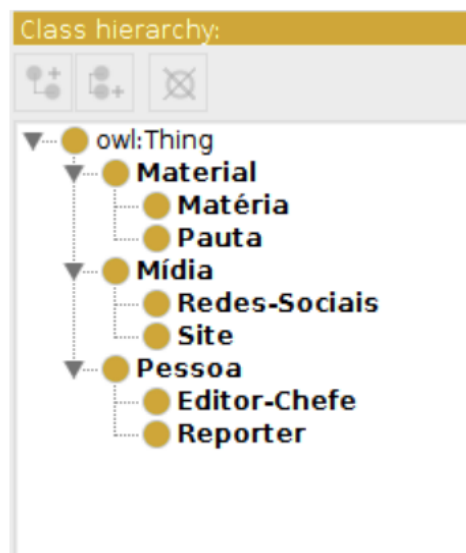 Class hierarchy:
owl:Thing
Material
Matéria
Pauta
Mídia
Redes-Sociais
Site
Pessoa
Editor-Chefe
Reporter